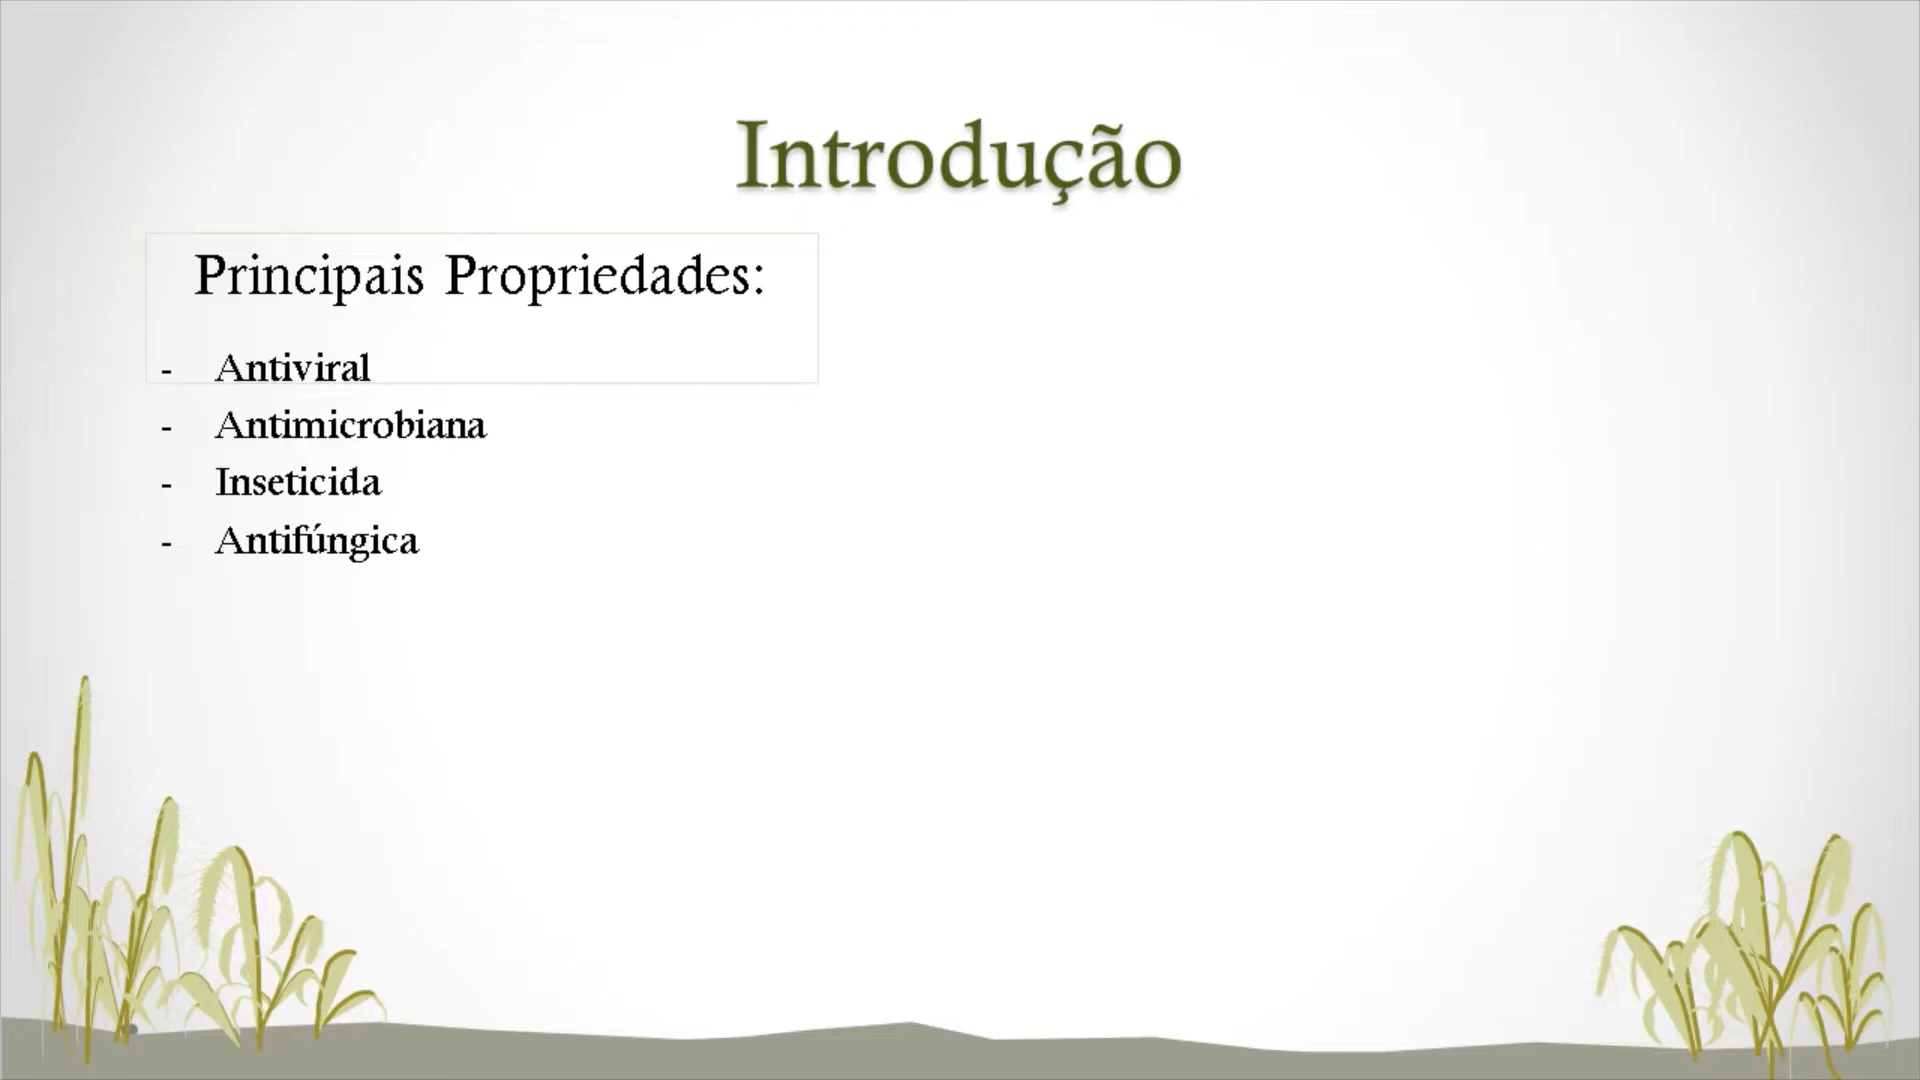 Introdução
Principais Propriedades:
- Antiviral
- Antimicrobiana
- Inseticida
- Antifúngica